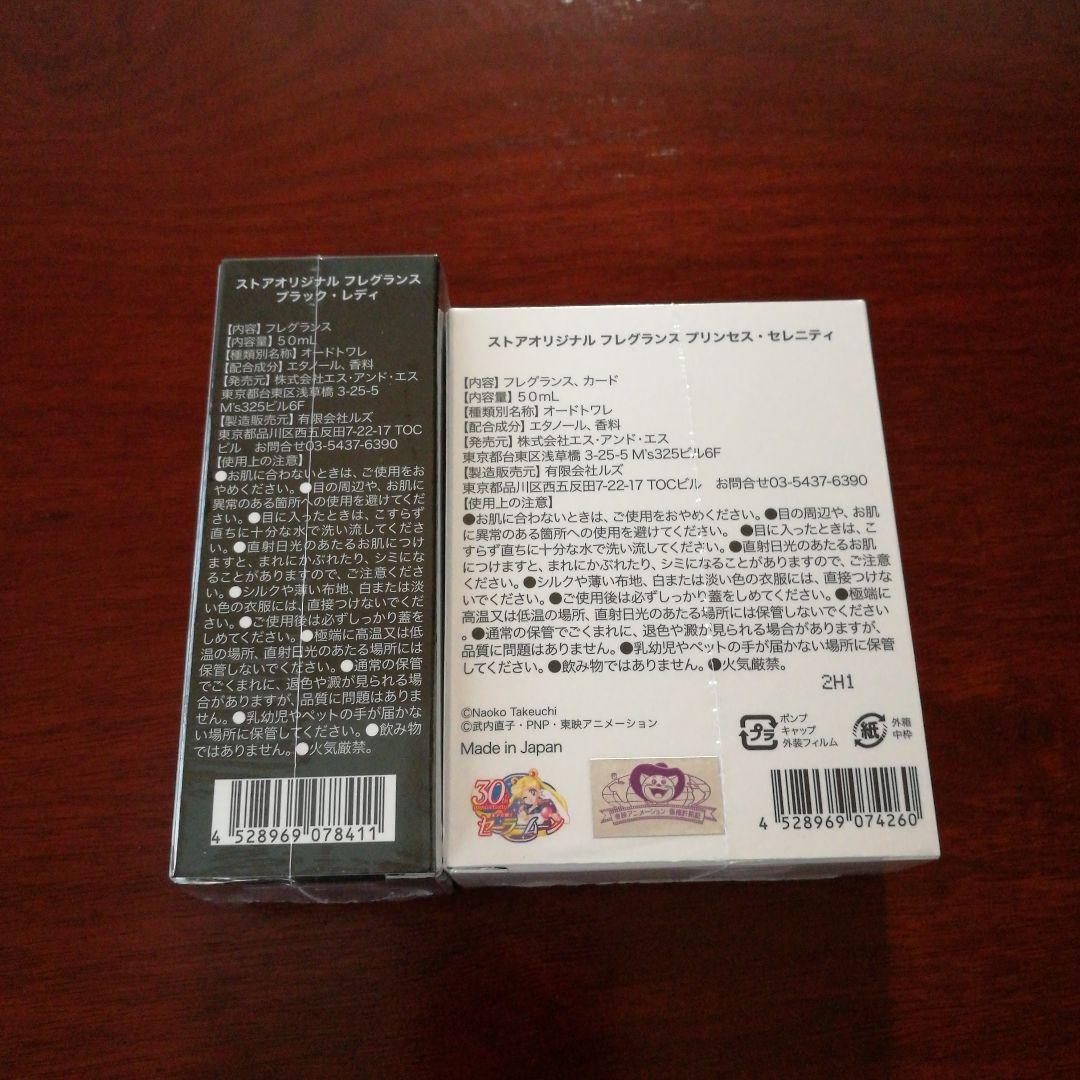 ストアオリジナル フレグランス
ブラック・レディ
【内容】フレグランス
【内容量】50mL
【種類別名称】オードトワレ
【配合成分】エタノール、香料
【発売元】株式会社エス・アンド・エス
東京都台東区浅草橋 3-25-5
M's325ビル6F
【製造販売元】有限会社ルズ
東京都品川区西五反田7-22-17 TOC
ビル お問合せ03-5437-6390
【使用上の注意】
●お肌に合わないときは、ご使用をお
やめください。●目の周辺や、お肌に
異常のある箇所への使用を避けてくだ
さい。●目に入ったときは、こすらず
直ちに十分な水で洗い流してくださ
い。●直射日光のあたるお肌につけ
ますと、まれにかぶれたり、シミにな
ることがありますので、ご注意くださ
い。●シルクや薄い布地、白または淡
い色の衣服には、直接つけないでくだ
さい。●ご使用後は必ずしっかり蓋を
しめてください。●極端に高温又は低
温の場所、直射日光のあたる場所には
保管しないでください。●通常の保管
でごくまれに、退色や澱が見られる場
合がありますが、品質に問題はありま
せん。●乳幼児やペットの手が届かな
い場所に保管してください。●飲み物
ではありません。●火気厳禁。
4 528969 078411
ストアオリジナル フレグランス プリンセス・セレニティ
【内容】フレグランス、カード
【内容量】50mL
【種類別名称】オードトワレ
【配合成分】エタノール、香料
【発売元】株式会社エス・アンド・エス
東京都台東区浅草橋 3-25-5 M's325ビル6F
【製造販売元】有限会社ルズ
東京都品川区西五反田7-22-17 TOCビル お問合せ03-5437-6390
【使用上の注意】
●お肌に合わないときは、ご使用をおやめください。●目の周辺や、お肌
に異常のある箇所への使用を避けてください。●目に入ったときは、こ
すらず直ちに十分な水で洗い流してください。●直射日光のあたるお肌
につけますと、まれにかぶれたり、シミになることがありますので、ご注意
ください。●シルクや薄い布地、白または淡い色の衣服には、直接つけな
いでください。●ご使用後は必ずしっかり蓋をしめてください。●極端に
高温又は低温の場所、直射日光のあたる場所には保管しないでください
。●通常の保管でごくまれに、退色や澱が見られる場合がありますが、
品質に問題はありません。●乳幼児やペットの手が届かない場所に保管
してください。●飲み物ではありません。●火気厳禁。
2H1
©Naoko Takeuchi
©武内直子・PNP・東映アニメーション
Made in Japan
プラ
ポンプ
キャップ
外装フィルム
紙
外箱
中枠
30th
anniversary
セーラームーン
東映アニメーション 版権許諾証
4 528969 074260